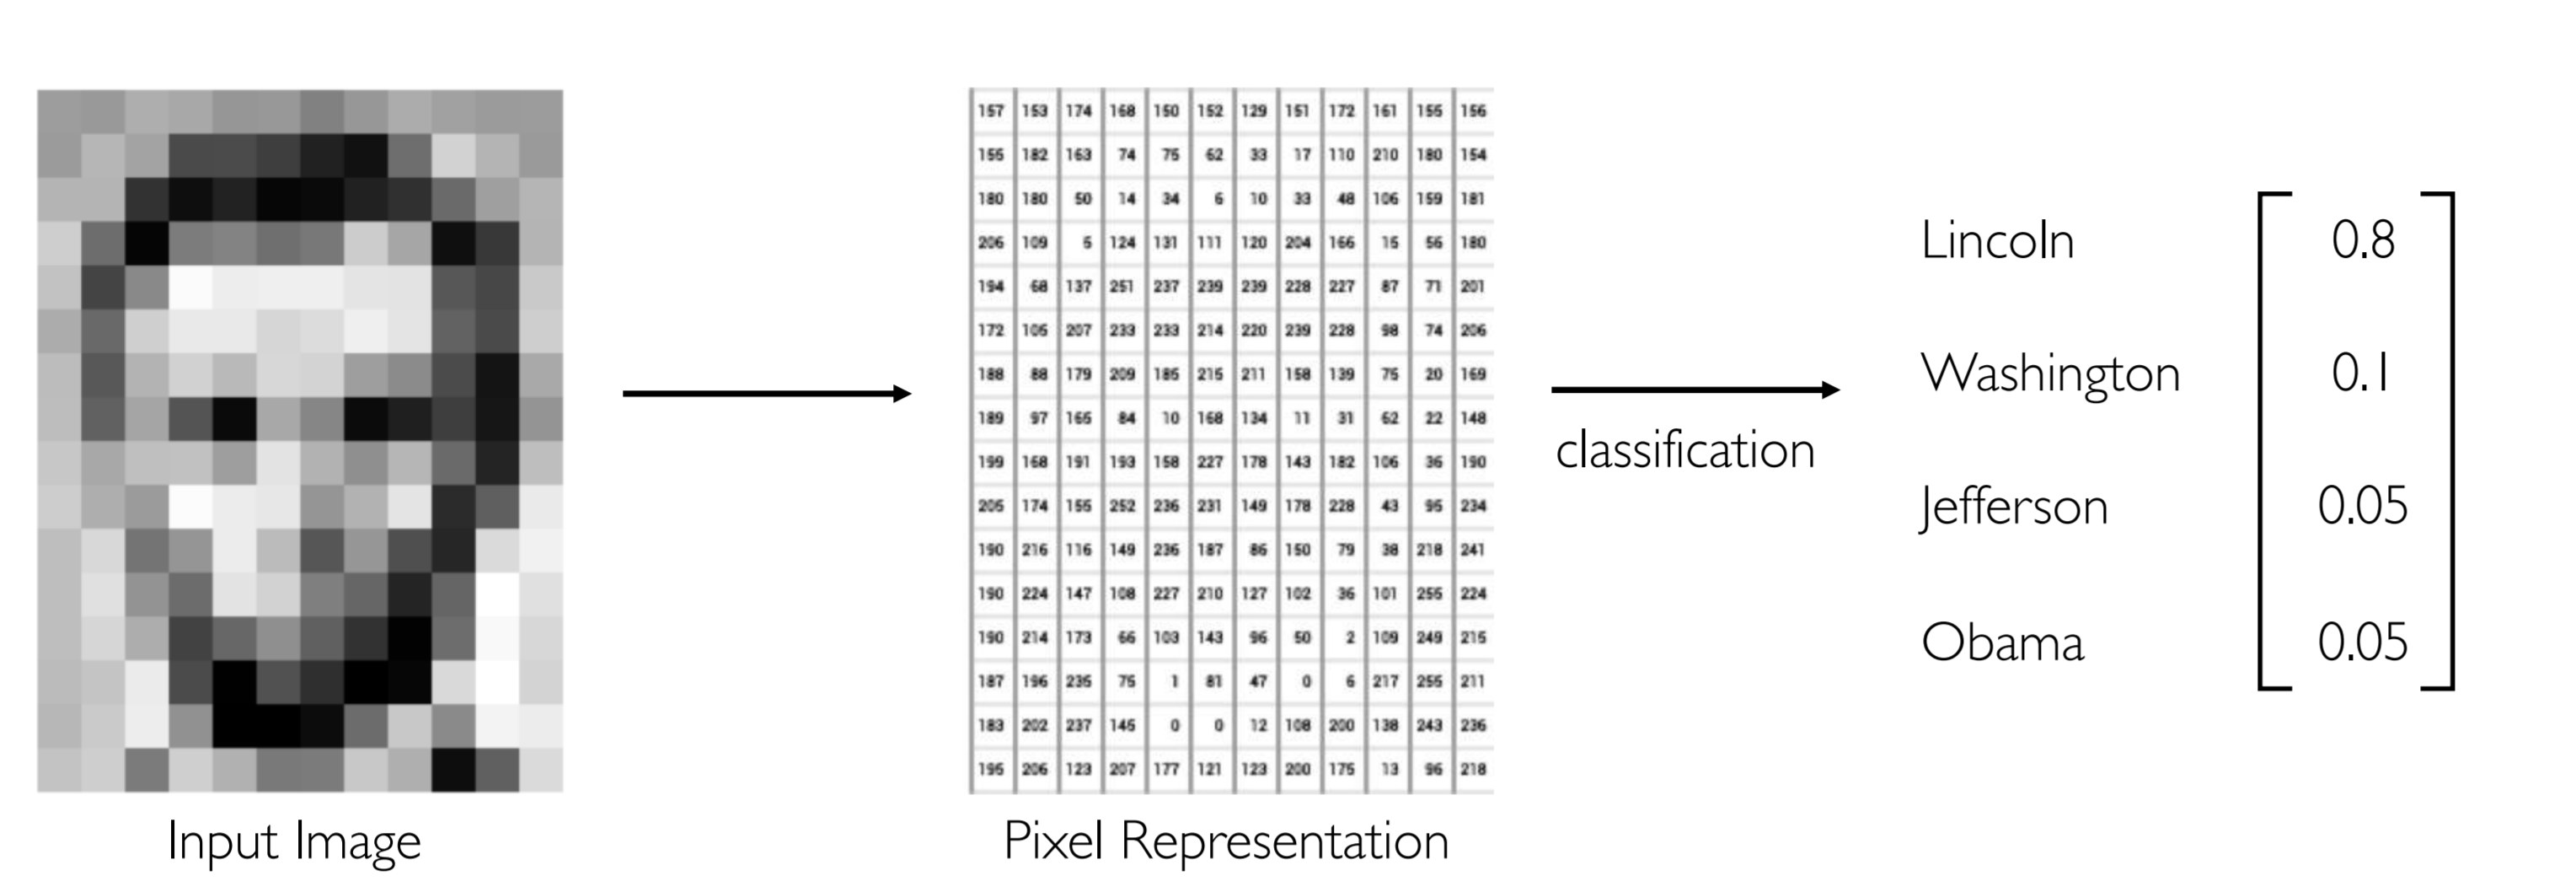 157 153 174 168 150 152 129 151 172 161 155 156
155 182 163 74 75 62 33 17 110 210 180 154
180 180 50 14 34 6 10 33 48 106 159 181
206 109 5 124 131 111 120 204 166 15 56 180
194 68 137 251 237 239 239 228 227 87 71 201
172 105 207 233 233 214 220 239 228 98 74 206
188 88 179 209 185 215 211 158 139 75 20 169
189 97 165 84 10 168 134 11 31 62 22 148
199 168 191 193 158 227 178 143 182 106 36 190
205 174 155 252 236 231 149 178 228 43 95 234
190 216 116 149 236 187 86 150 79 38 218 241
190 224 147 108 227 210 127 102 36 101 255 224
190 214 173 66 103 143 96 50 2 109 249 215
187 196 235 75 1 81 47 0 6 217 255 211
183 202 237 145 0 0 12 108 200 138 243 236
195 206 123 207 177 121 123 200 175 13 96 218
classification
Lincoln 0.8
Washington 0.1
Jefferson 0.05
Obama 0.05
Input Image
Pixel Representation